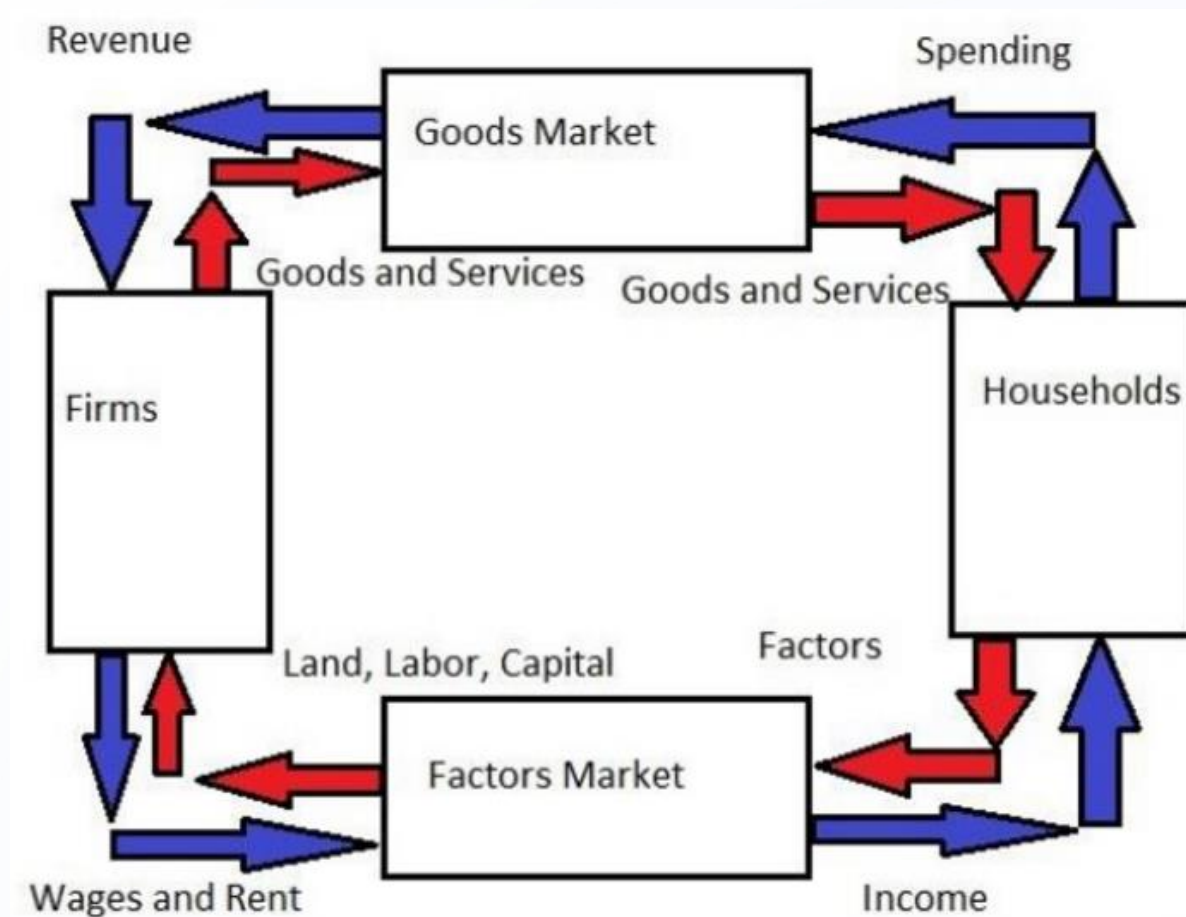 Revenue
Spending
Goods Market
Goods and Services
Goods and Services
Firms
Households
Land, Labor, Capital
Factors
Factors Market
Wages and Rent
Income